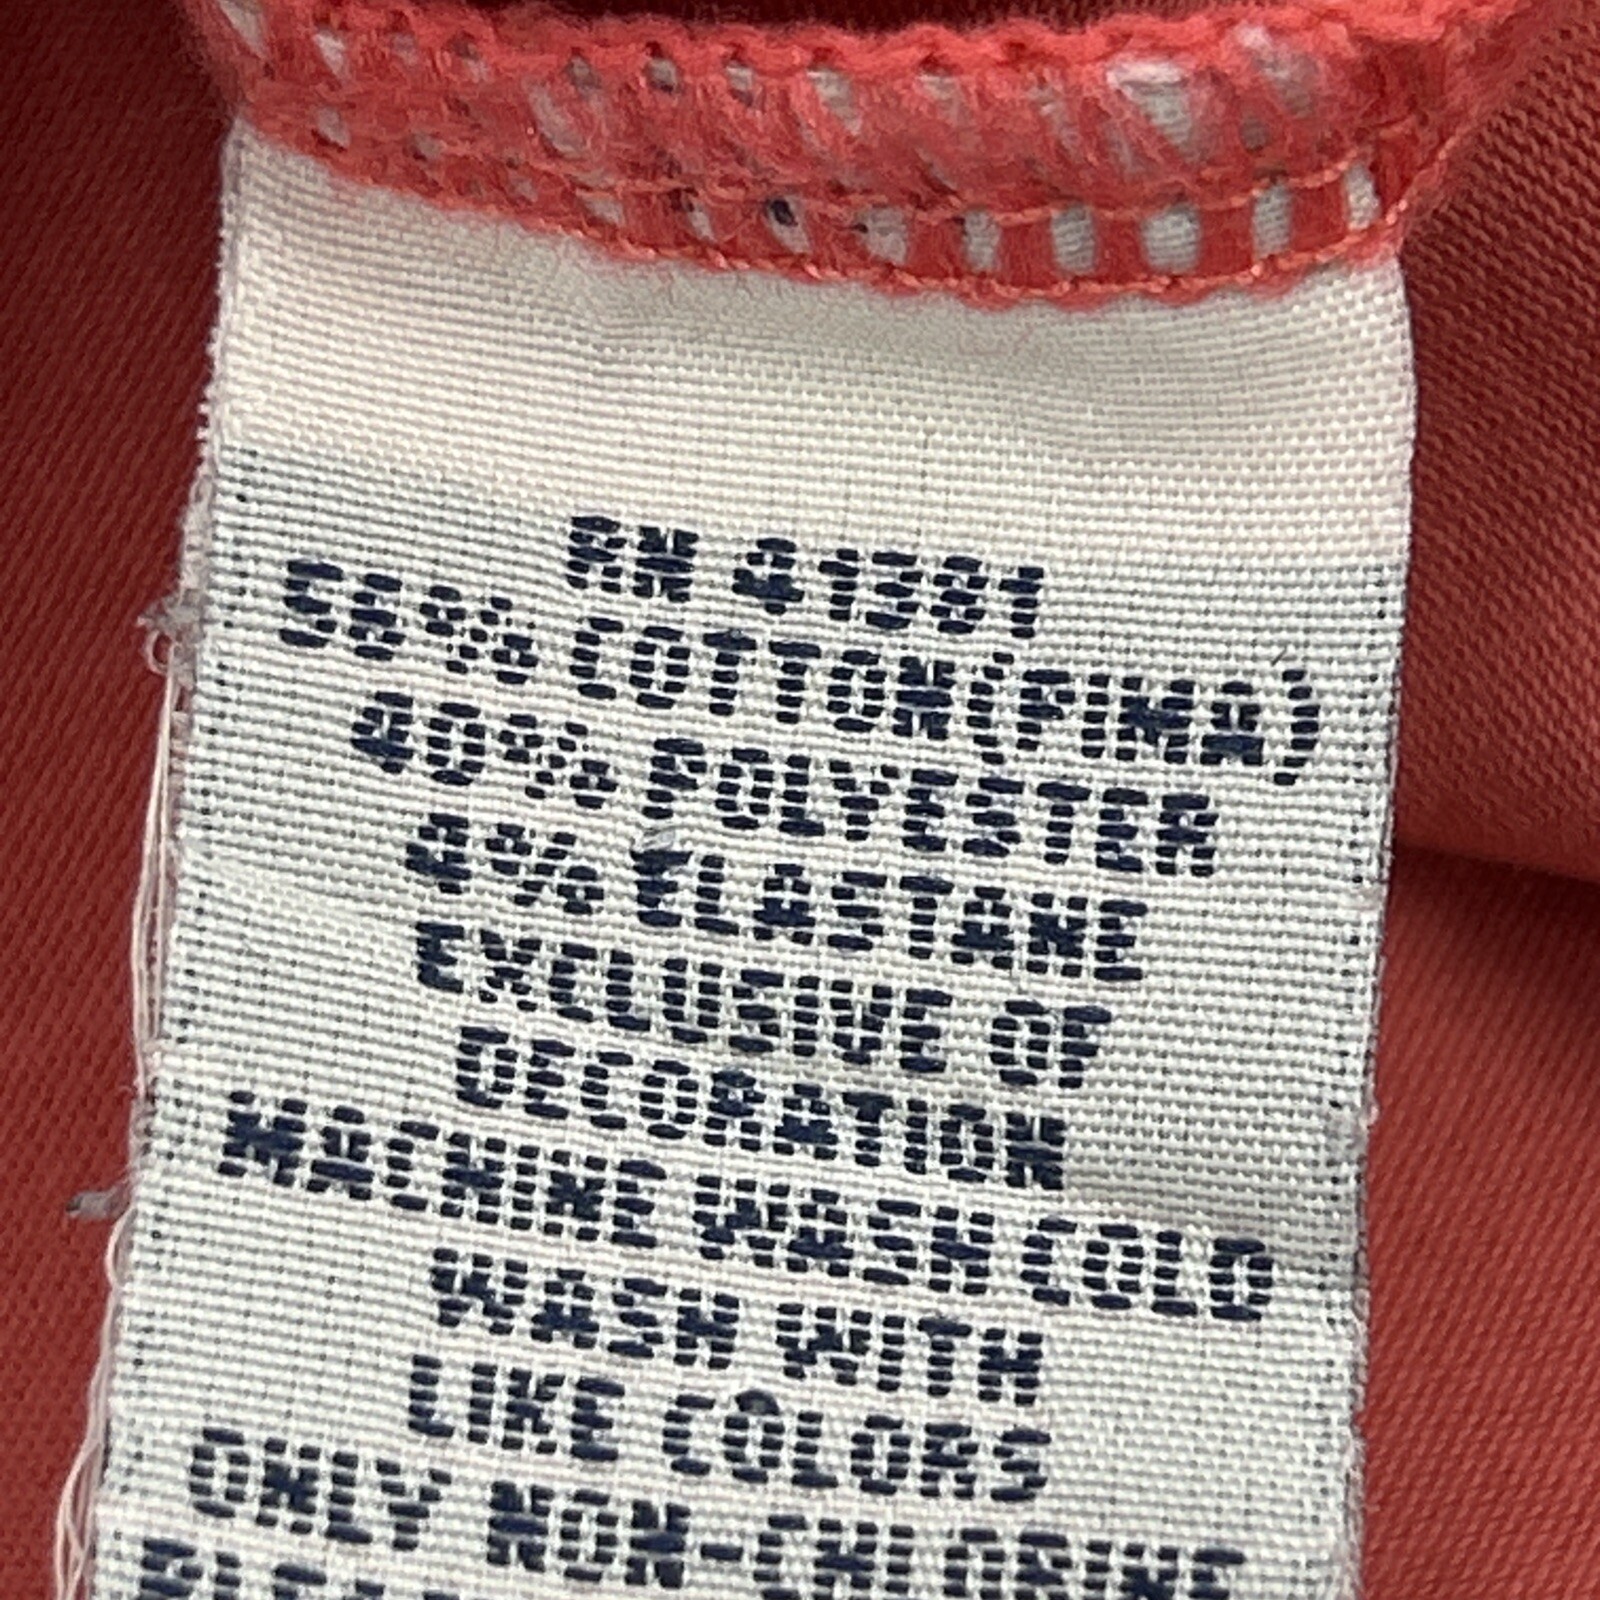 RN 41381
56% COTTON(PIMA)
40% POLYESTER
4% ELASTANE
EXCLUSIVE OF
DECORATION
MACHINE WASH COLD
WASH WITH
LIKE COLORS
ONLY NON-CHLORINE